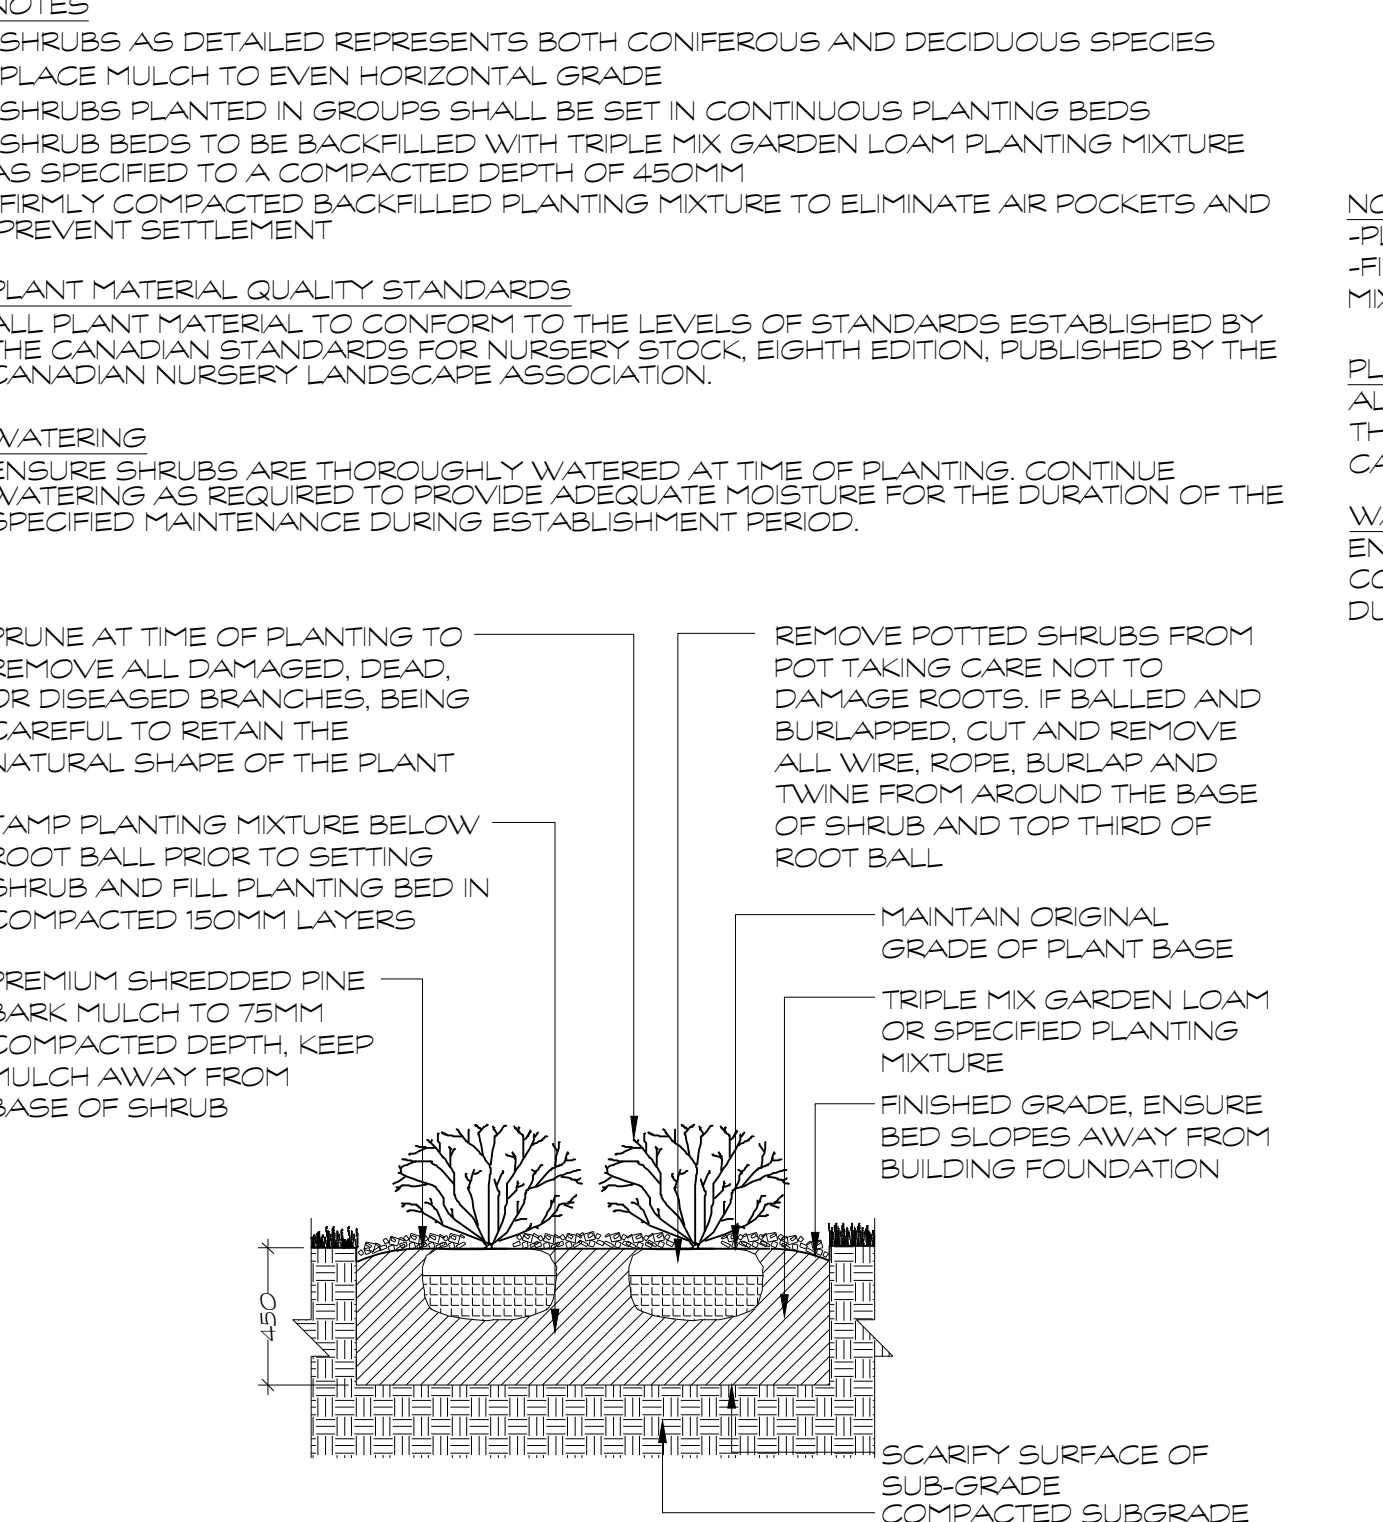 NOTES
SHRUBS AS DETAILED REPRESENTS BOTH CONIFEROUS AND DECIDUOUS SPECIES
PLACE MULCH TO EVEN HORIZONTAL GRADE
SHRUBS PLANTED IN GROUPS SHALL BE SET IN CONTINUOUS PLANTING BEDS
SHRUB BEDS TO BE BACKFILLED WITH TRIPLE MIX GARDEN LOAM PLANTING MIXTURE
AS SPECIFIED TO A COMPACTED DEPTH OF 450MM
FIRMLY COMPACTED BACKFILLED PLANTING MIXTURE TO ELIMINATE AIR POCKETS AND
PREVENT SETTLEMENT
PLANT MATERIAL QUALITY STANDARDS
ALL PLANT MATERIAL TO CONFORM TO THE LEVELS OF STANDARDS ESTABLISHED BY
THE CANADIAN STANDARDS FOR NURSERY STOCK, EIGHTH EDITION, PUBLISHED BY THE
CANADIAN NURSERY LANDSCAPE ASSOCIATION.
WATERING
ENSURE SHRUBS ARE THOROUGHLY WATERED AT TIME OF PLANTING. CONTINUE
WATERING AS REQUIRED TO PROVIDE ADEQUATE MOISTURE FOR THE DURATION OF THE
SPECIFIED MAINTENANCE DURING ESTABLISHMENT PERIOD.
PRUNE AT TIME OF PLANTING TO
REMOVE ALL DAMAGED, DEAD,
OR DISEASED BRANCHES, BEING
CAREFUL TO RETAIN THE
NATURAL SHAPE OF THE PLANT
TAMP PLANTING MIXTURE BELOW
ROOT BALL PRIOR TO SETTING
SHRUB AND FILL PLANTING BED IN
COMPACTED 150MM LAYERS
PREMIUM SHREDDED PINE
BARK MULCH TO 75MM
COMPACTED DEPTH, KEEP
MULCH AWAY FROM
BASE OF SHRUB
REMOVE POTTED SHRUBS FROM
POT TAKING CARE NOT TO
DAMAGE ROOTS. IF BALLED AND
BURLAPPED, CUT AND REMOVE
ALL WIRE, ROPE, BURLAP AND
TWINE FROM AROUND THE BASE
OF SHRUB AND TOP THIRD OF
ROOT BALL
MAINTAIN ORIGINAL
GRADE OF PLANT BASE
TRIPLE MIX GARDEN LOAM
OR SPECIFIED PLANTING
MIXTURE
FINISHED GRADE, ENSURE
BED SLOPES AWAY FROM
BUILDING FOUNDATION
450
SCARIFY SURFACE OF
SUB-GRADE
COMPACTED SUBGRADE